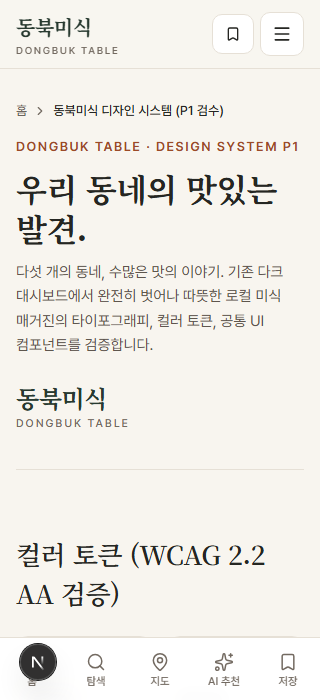 동북미식
DONGBUK TABLE
홈 > 동북미식 디자인 시스템 (P1 검수)
DONGBUK TABLE · DESIGN SYSTEM P1
우리 동네의 맛있는
발견.
다섯 개의 동네, 수많은 맛의 이야기. 기존 다크
대시보드에서 완전히 벗어나 따뜻한 로컬 미식
매거진의 타이포그래피, 컬러 토큰, 공통 UI
컴포넌트를 검증합니다.
동북미식
DONGBUK TABLE
컬러 토큰 (WCAG 2.2
AA 검증)
N
탐색
지도
AI 추천
저장